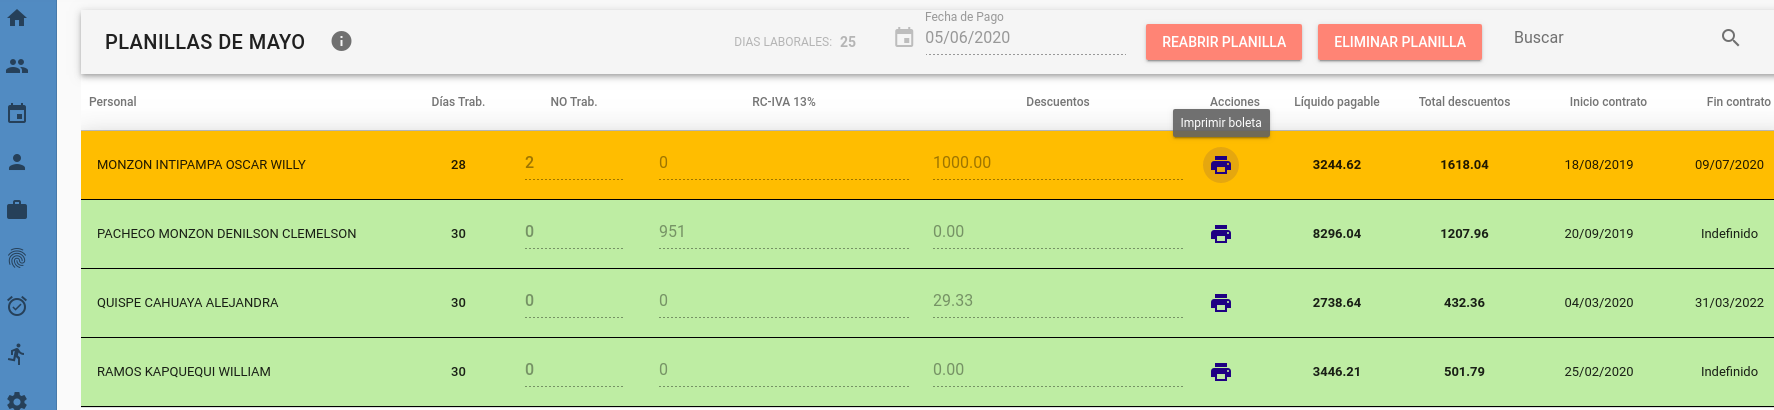 PLANILLAS DE MAYO
DIAS LABORALES: 25
Fecha de Pago
05/06/2020
REABRIR PLANILLA
ELIMINAR PLANILLA
Buscar
Personal Días Trab. NO Trab. RC-IVA 13% Descuentos Acciones Líquido pagable Total descuentos Inicio contrato Fin contrato
Imprimir boleta
MONZON INTIPAMPA OSCAR WILLY 28 2 0 1000.00 3244.62 1618.04 18/08/2019 09/07/2020
PACHECO MONZON DENILSON CLEMELSON 30 0 951 0.00 8296.04 1207.96 20/09/2019 Indefinido
QUISPE CAHUAYA ALEJANDRA 30 0 0 29.33 2738.64 432.36 04/03/2020 31/03/2022
RAMOS KAPQUEQUI WILLIAM 30 0 0 0.00 3446.21 501.79 25/02/2020 Indefinido